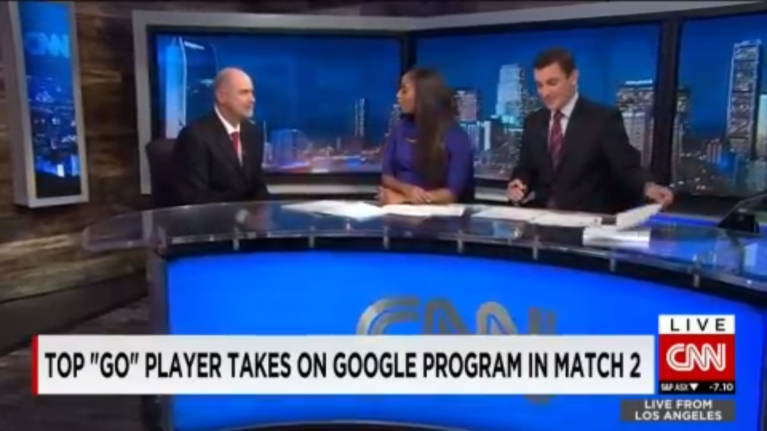 CNN
CNN
TOP "GO" PLAYER TAKES ON GOOGLE PROGRAM IN MATCH 2
LIVE
CNN
S&P ASX ▼ -7.10
LIVE FROM
LOS ANGELES